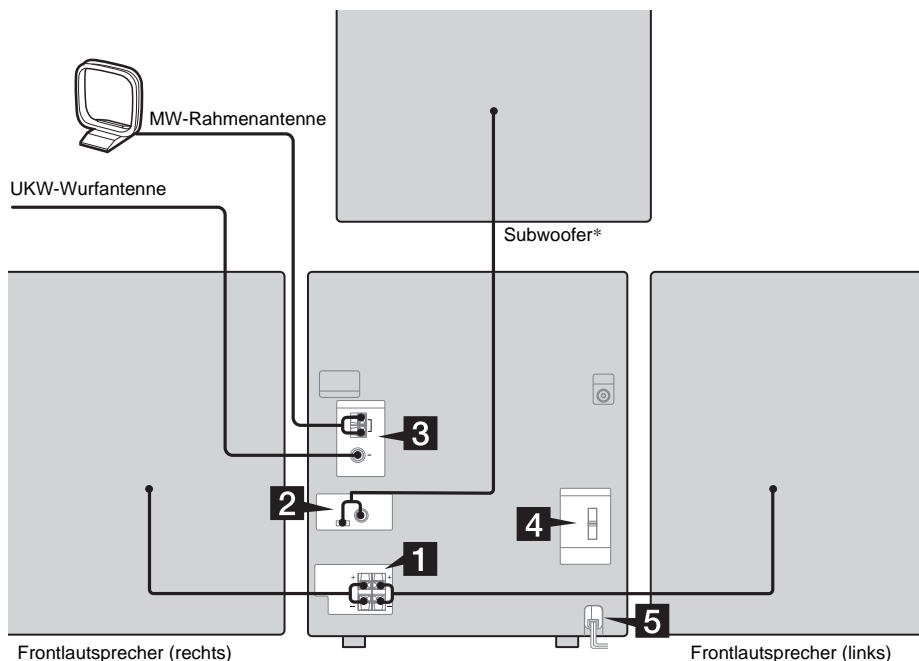 MW-Rahmenantenne
UKW-Wurfantenne
Subwoofer*
3
2
4
1
+ +
– –
5
Frontlautsprecher (rechts)
Frontlautsprecher (links)